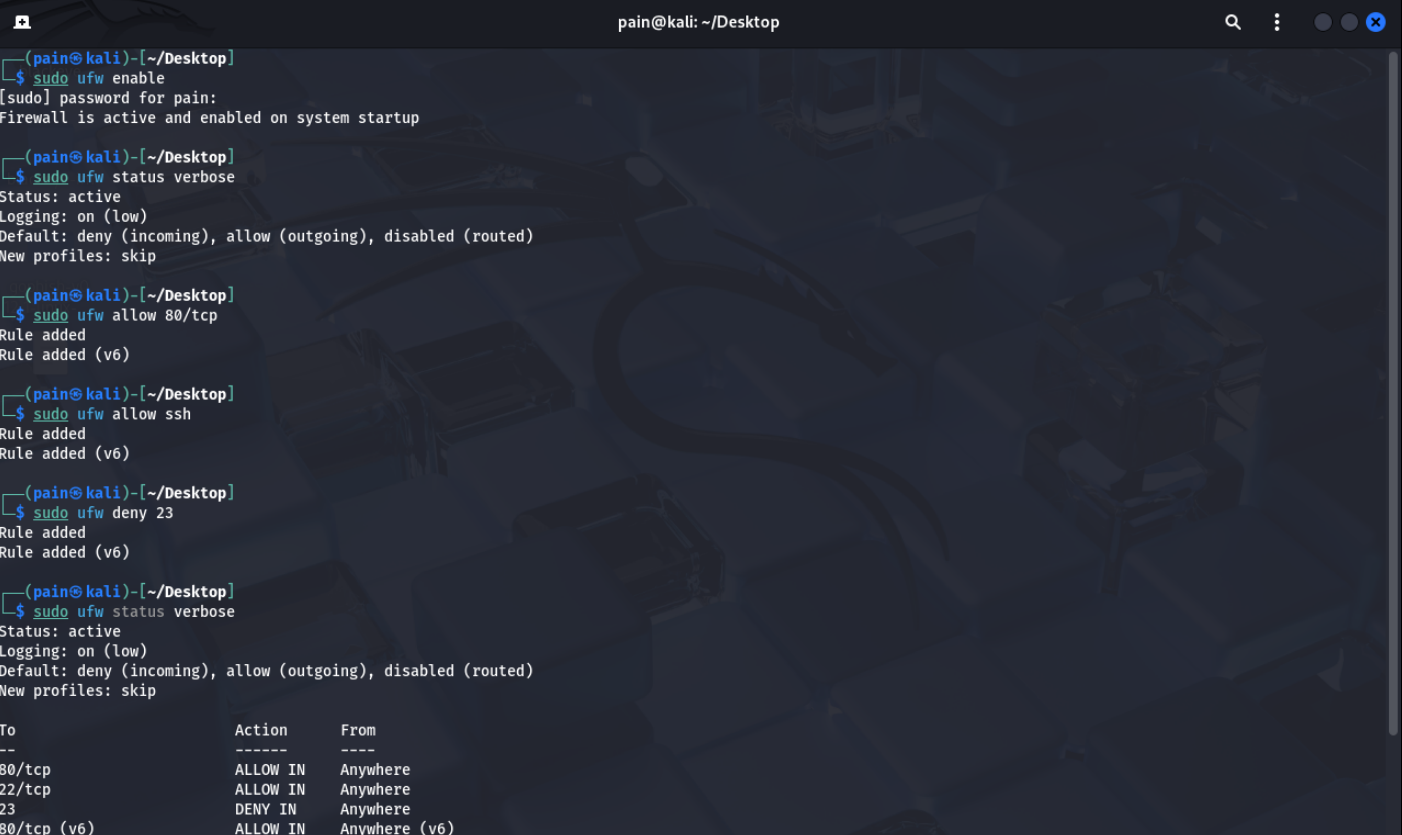 pain@kali: ~/Desktop
┌──(pain㉿kali)-[~/Desktop]
└─$ sudo ufw enable
[sudo] password for pain:
Firewall is active and enabled on system startup
┌──(pain㉿kali)-[~/Desktop]
└─$ sudo ufw status verbose
Status: active
Logging: on (low)
Default: deny (incoming), allow (outgoing), disabled (routed)
New profiles: skip
┌──(pain㉿kali)-[~/Desktop]
└─$ sudo ufw allow 80/tcp
Rule added
Rule added (v6)
┌──(pain㉿kali)-[~/Desktop]
└─$ sudo ufw allow ssh
Rule added
Rule added (v6)
┌──(pain㉿kali)-[~/Desktop]
└─$ sudo ufw deny 23
Rule added
Rule added (v6)
┌──(pain㉿kali)-[~/Desktop]
└─$ sudo ufw status verbose
Status: active
Logging: on (low)
Default: deny (incoming), allow (outgoing), disabled (routed)
New profiles: skip
To                         Action      From
--                         ------      ----
80/tcp                     ALLOW IN    Anywhere
22/tcp                     ALLOW IN    Anywhere
23                         DENY IN     Anywhere
80/tcp (v6)                ALLOW IN    Anywhere (v6)